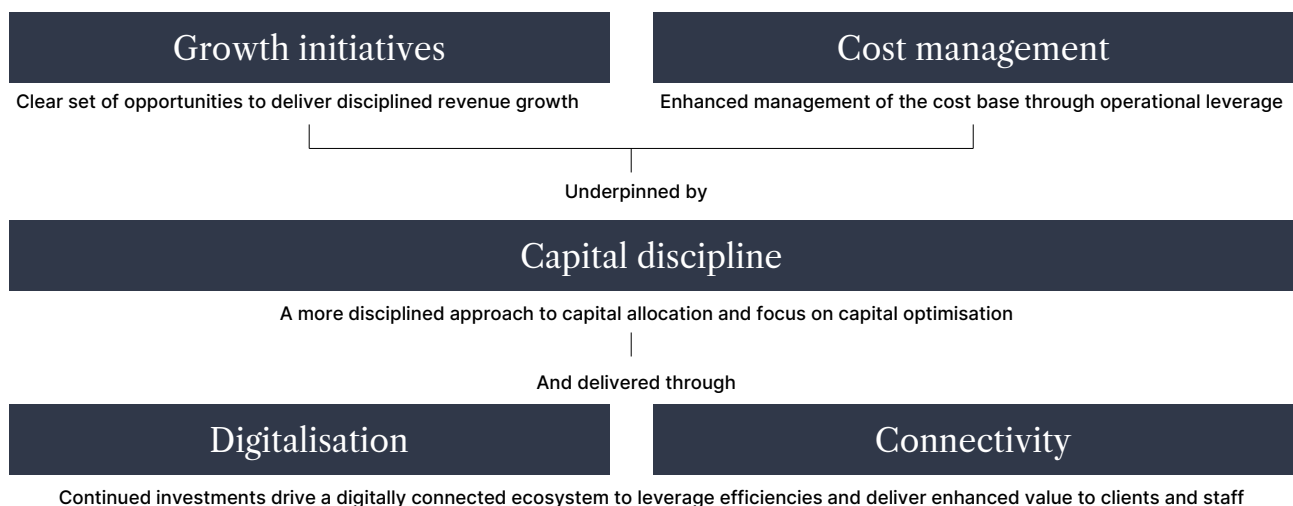 Growth initiatives
Clear set of opportunities to deliver disciplined revenue growth
Cost management
Enhanced management of the cost base through operational leverage
Underpinned by
Capital discipline
A more disciplined approach to capital allocation and focus on capital optimisation
And delivered through
Digitalisation
Connectivity
Continued investments drive a digitally connected ecosystem to leverage efficiencies and deliver enhanced value to clients and staff